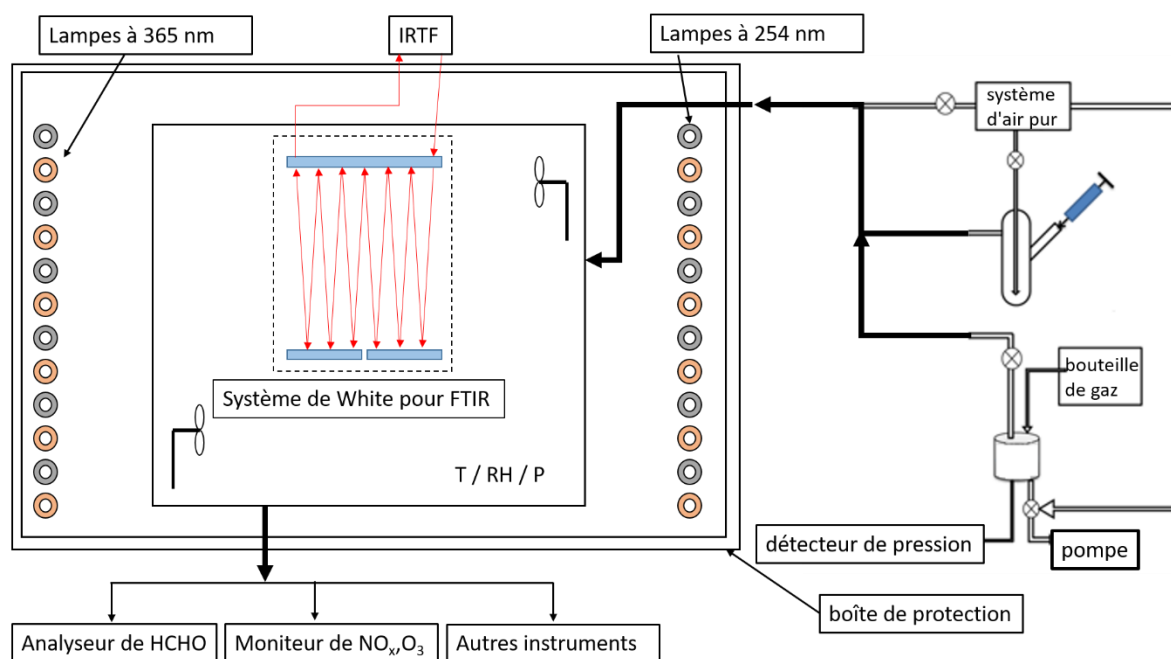 Lampes à 365 nm
IRTF
Lampes à 254 nm
système
d'air pur
Système de White pour FTIR
bouteille
de gaz
T / RH / P
détecteur de pression
pompe
boîte de protection
Analyseur de HCHO
Moniteur de NOx,O3
Autres instruments